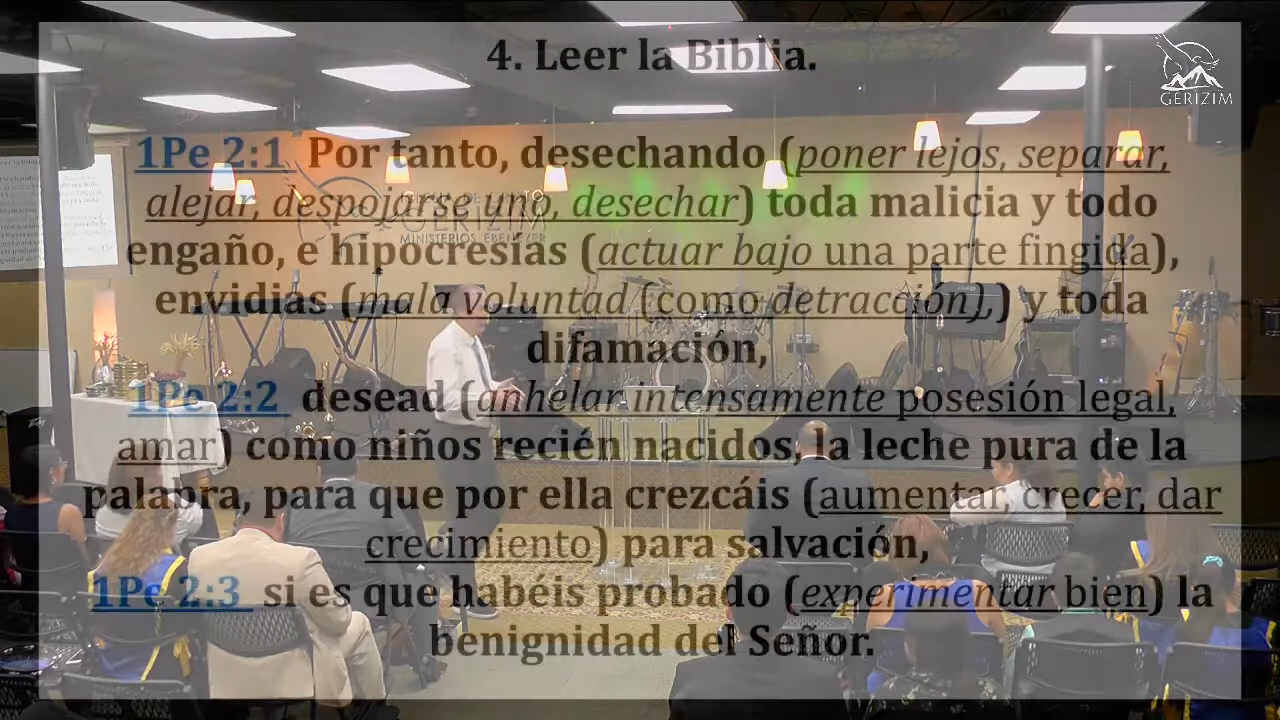 4. Leer la Biblia.
GERIZIM
1Pe 2:1 Por tanto, desechando (poner lejos, separar,
alejar, despojarse uno, desechar) toda malicia y todo
engaño, e hipocresías (actuar bajo una parte fingida),
envidias (mala voluntad (como detracción),) y toda
difamación,
1Pe 2:2 desead (anhelar intensamente posesión legal,
amar) como niños recién nacidos, la leche pura de la
palabra, para que por ella crezcáis (aumentar, crecer, dar
crecimiento) para salvación,
1Pe 2:3 si es que habéis probado (experimentar bien) la
benignidad del Señor.
GERIZIM
MINISTERIOS EBENEZER